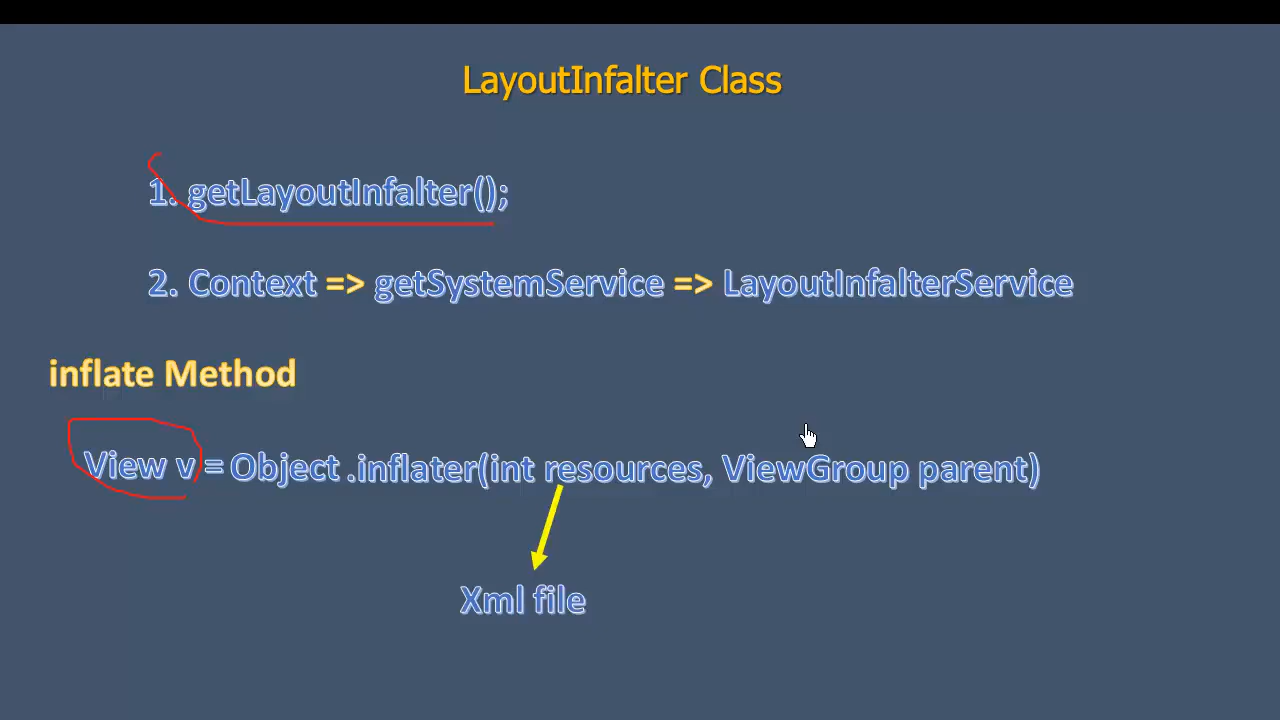 LayoutInfalter Class
1. getLayoutInfalter();
2. Context => getSystemService => LayoutInfalterService
inflate Method
View v = Object .inflater(int resources, ViewGroup parent)
Xml file